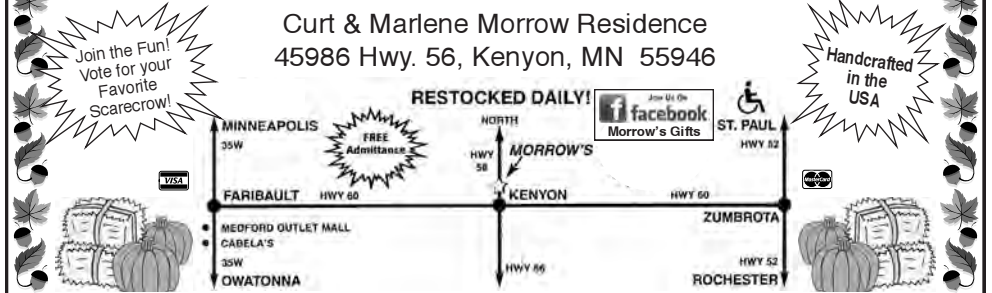 Curt & Marlene Morrow Residence
45986 Hwy. 56, Kenyon, MN 55946
Join the Fun!
Vote for your
Favorite
Scarecrow!
Handcrafted
in the
USA
RESTOCKED DAILY!
Join Us On
facebook
Morrow's Gifts
MINNEAPOLIS
35W
FREE
Admittance
NORTH
HWY
56
MORROW'S
ST. PAUL
HWY 52
VISA
MasterCard
FARIBAULT
HWY 60
KENYON
HWY 60
ZUMBROTA
MEDFORD OUTLET MALL
CABELA'S
35W
OWATONNA
HWY 56
HWY 52
ROCHESTER